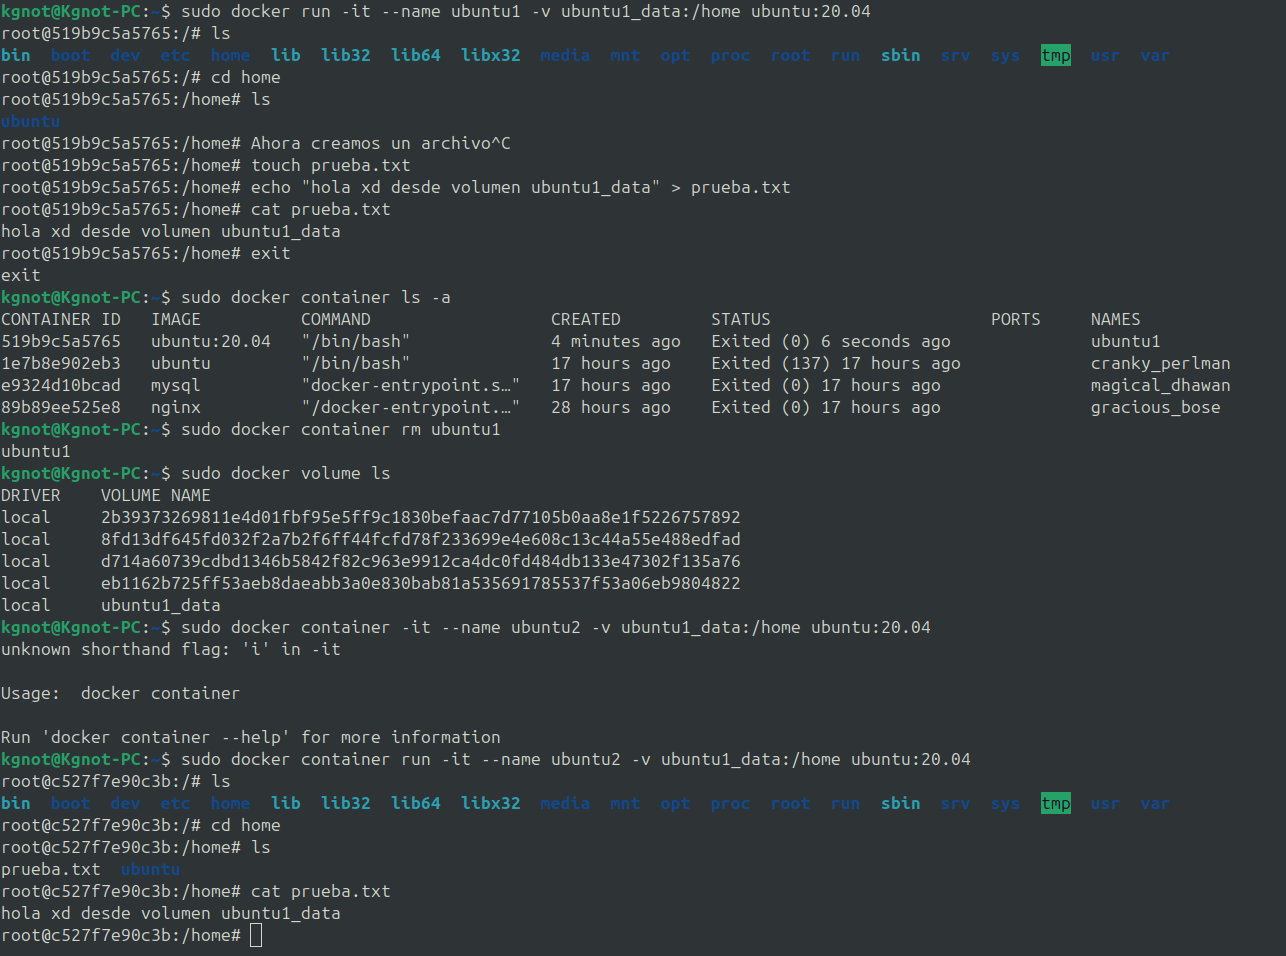 kgnot@Kgnot-PC:~$ sudo docker run -it --name ubuntu1 -v ubuntu1_data:/home ubuntu:20.04
root@519b9c5a5765:/# ls
bin boot dev etc home lib lib32 lib64 libx32 media mnt opt proc root run sbin srv sys tmp usr var
root@519b9c5a5765:/# cd home
root@519b9c5a5765:/home# ls
ubuntu
root@519b9c5a5765:/home# Ahora creamos un archivo^C
root@519b9c5a5765:/home# touch prueba.txt
root@519b9c5a5765:/home# echo "hola xd desde volumen ubuntu1_data" > prueba.txt
root@519b9c5a5765:/home# cat prueba.txt
hola xd desde volumen ubuntu1_data
root@519b9c5a5765:/home# exit
exit
kgnot@Kgnot-PC:~$ sudo docker container ls -a
CONTAINER ID IMAGE COMMAND CREATED STATUS PORTS NAMES
519b9c5a5765 ubuntu:20.04 "/bin/bash" 4 minutes ago Exited (0) 6 seconds ago ubuntu1
1e7b8e902eb3 ubuntu "/bin/bash" 17 hours ago Exited (137) 17 hours ago cranky_perlman
e9324d10bcad mysql "docker-entrypoint.s…" 17 hours ago Exited (0) 17 hours ago magical_dhawan
89b89ee525e8 nginx "/docker-entrypoint.…" 28 hours ago Exited (0) 17 hours ago gracious_bose
kgnot@Kgnot-PC:~$ sudo docker container rm ubuntu1
ubuntu1
kgnot@Kgnot-PC:~$ sudo docker volume ls
DRIVER VOLUME NAME
local 2b39373269811e4d01fbf95e5ff9c1830befaac7d77105b0aa8e1f5226757892
local 8fd13df645fd032f2a7b2f6ff44fcfd78f233699e4e608c13c44a55e488edfad
local d714a60739cdbd1346b5842f82c963e9912ca4dc0fd484db133e47302f135a76
local eb1162b725ff53aeb8daeabb3a0e830bab81a535691785537f53a06eb9804822
local ubuntu1_data
kgnot@Kgnot-PC:~$ sudo docker container -it --name ubuntu2 -v ubuntu1_data:/home ubuntu:20.04
unknown shorthand flag: 'i' in -it
Usage: docker container
Run 'docker container --help' for more information
kgnot@Kgnot-PC:~$ sudo docker container run -it --name ubuntu2 -v ubuntu1_data:/home ubuntu:20.04
root@c527f7e90c3b:/# ls
bin boot dev etc home lib lib32 lib64 libx32 media mnt opt proc root run sbin srv sys tmp usr var
root@c527f7e90c3b:/# cd home
root@c527f7e90c3b:/home# ls
prueba.txt ubuntu
root@c527f7e90c3b:/home# cat prueba.txt
hola xd desde volumen ubuntu1_data
root@c527f7e90c3b:/home#